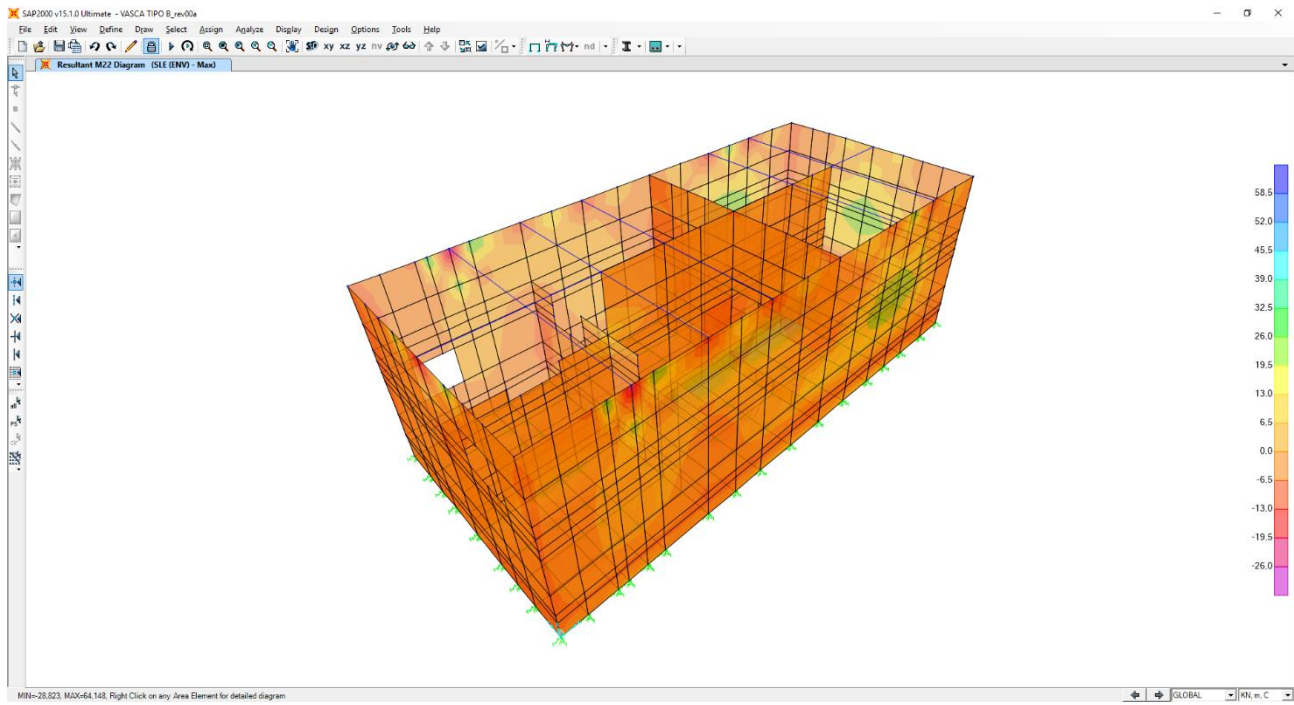 SAP2000 v15.1.0 Ultimate - VASCA TIPO B_rev00a
File Edit View Define Draw Select Assign Analyze Display Design Options Tools Help
3D xy xz yz nv nd
Resultant M22 Diagram (SLE (ENV) - Max)
58.5
52.0
45.5
39.0
32.5
26.0
19.5
13.0
6.5
0.0
-6.5
-13.0
-19.5
-26.0
all
PS
clr
MIN=-28,823, MAX=64,148, Right Click on any Area Element for detailed diagram
GLOBAL
KN, m, C